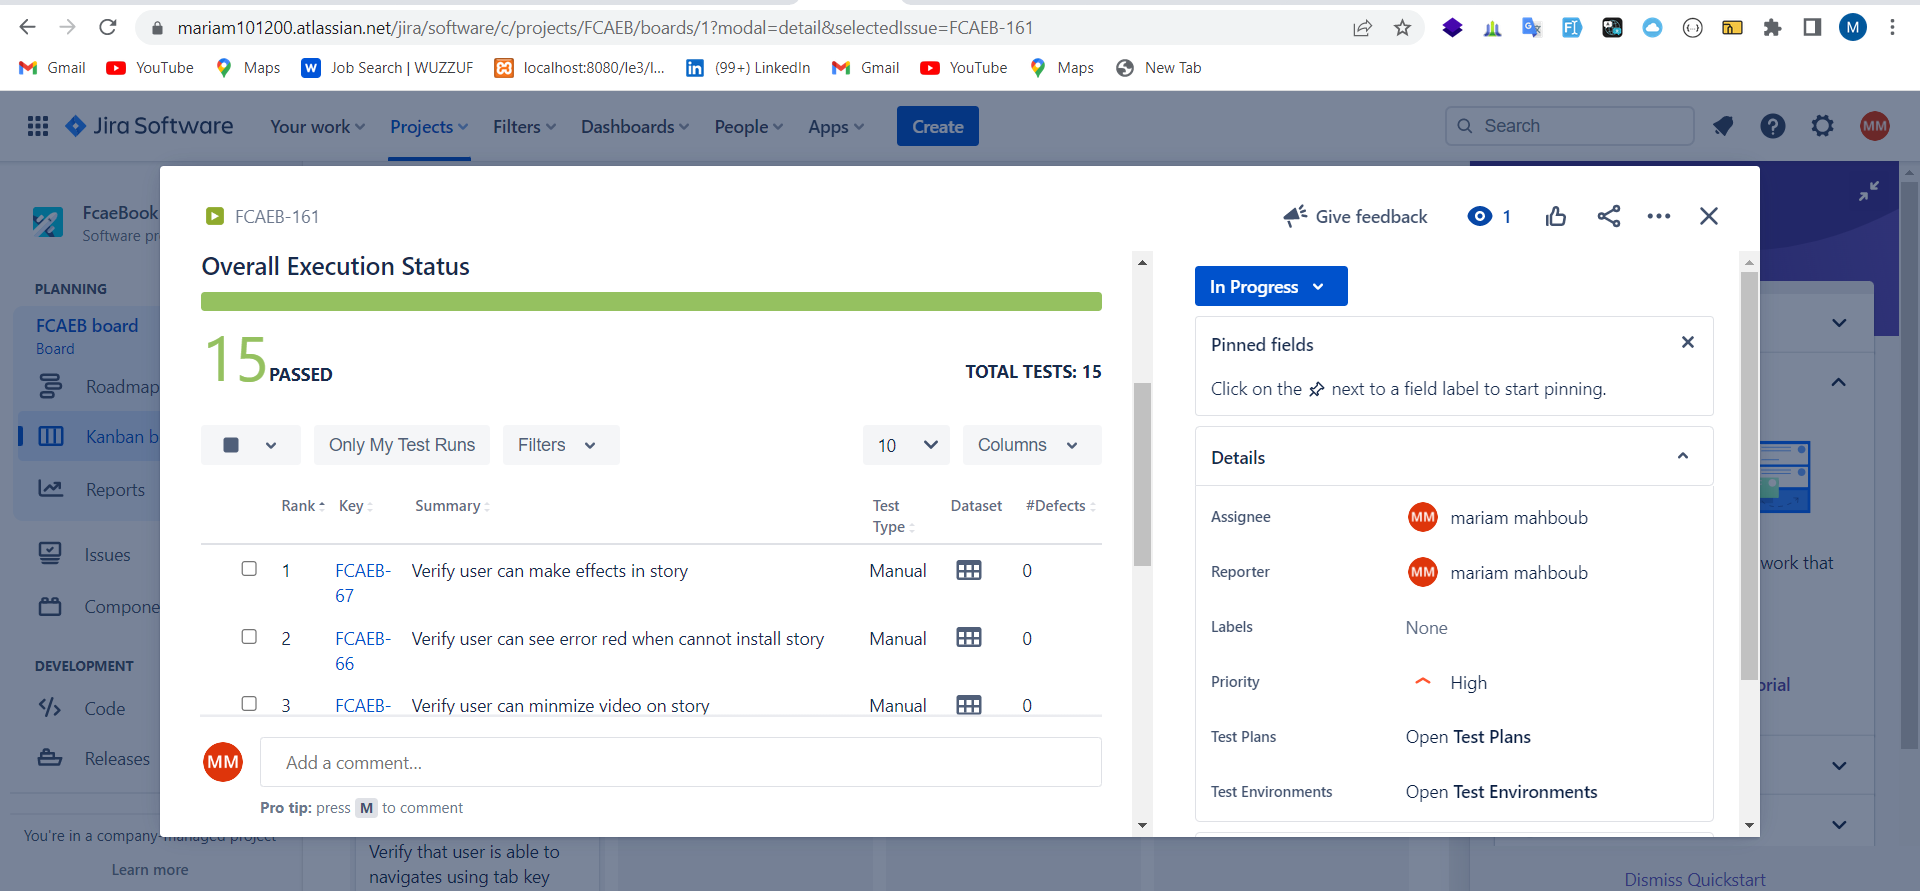 mariam101200.atlassian.net/jira/software/c/projects/FCAEB/boards/1?modal=detail&selectedIssue=FCAEB-161
M
Gmail YouTube Maps Job Search | WUZZUF localhost:8080/le3/l... (99+) LinkedIn Gmail YouTube Maps New Tab
Jira Software Your work Projects Filters Dashboards People Apps Create Search MM
FcaeBook
Software pr
PLANNING
FCAEB board
Board
Roadmap
Kanban b
Reports
Issues
Compone
DEVELOPMENT
Code
Releases
You're in a company-managed project
Learn more
FCAEB-161
Give feedback 1
Overall Execution Status
15 PASSED
TOTAL TESTS: 15
Only My Test Runs Filters 10 Columns
Rank Key Summary Test Type Dataset #Defects
1 FCAEB-67 Verify user can make effects in story Manual 0
2 FCAEB-66 Verify user can see error red when cannot install story Manual 0
3 FCAEB- Verify user can minmize video on story Manual 0
MM Add a comment...
Pro tip: press M to comment
In Progress
Pinned fields
Click on the next to a field label to start pinning.
Details
Assignee MM mariam mahboub
Reporter MM mariam mahboub
Labels None
Priority High
Test Plans Open Test Plans
Test Environments Open Test Environments
work that
orial
Verify that user is able to
navigates using tab key
Dismiss Quickstart